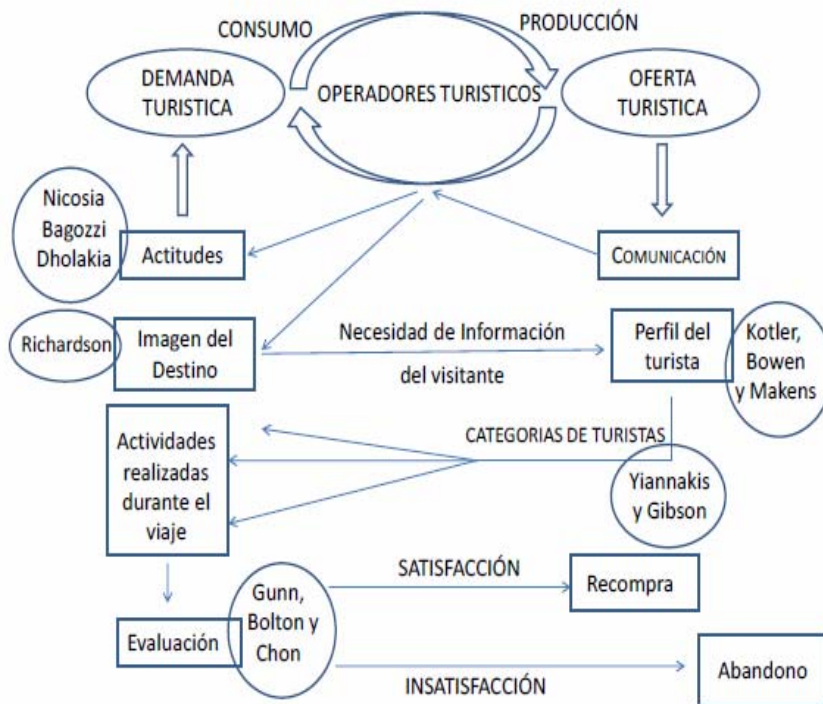 CONSUMO
PRODUCCIÓN
DEMANDA
TURISTICA
OPERADORES TURISTICOS
OFERTA
TURISTICA
Nicosia
Bagozzi
Dholakia
Actitudes
COMUNICACIÓN
Richardson
Imagen del
Destino
Necesidad de Información
del visitante
Perfil del
turista
Kotler,
Bowen
y Makens
Actividades
realizadas
durante el
viaje
CATEGORIAS DE TURISTAS
Yiannakis
y Gibson
Evaluación
Gunn,
Bolton y
Chon
SATISFACCIÓN
Recompra
INSATISFACCIÓN
Abandono